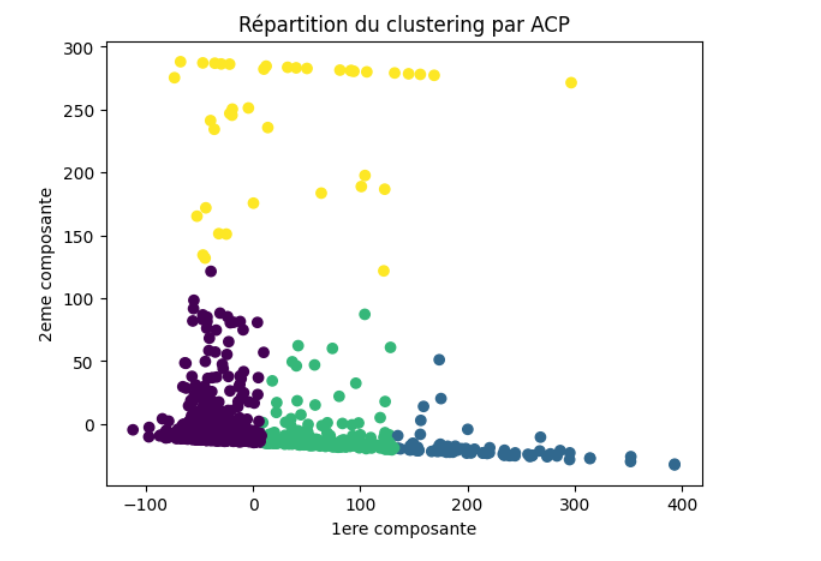 Répartition du clustering par ACP
300
250
200
150
100
50
0
2eme composante
−100 0 100 200 300 400
1ere composante